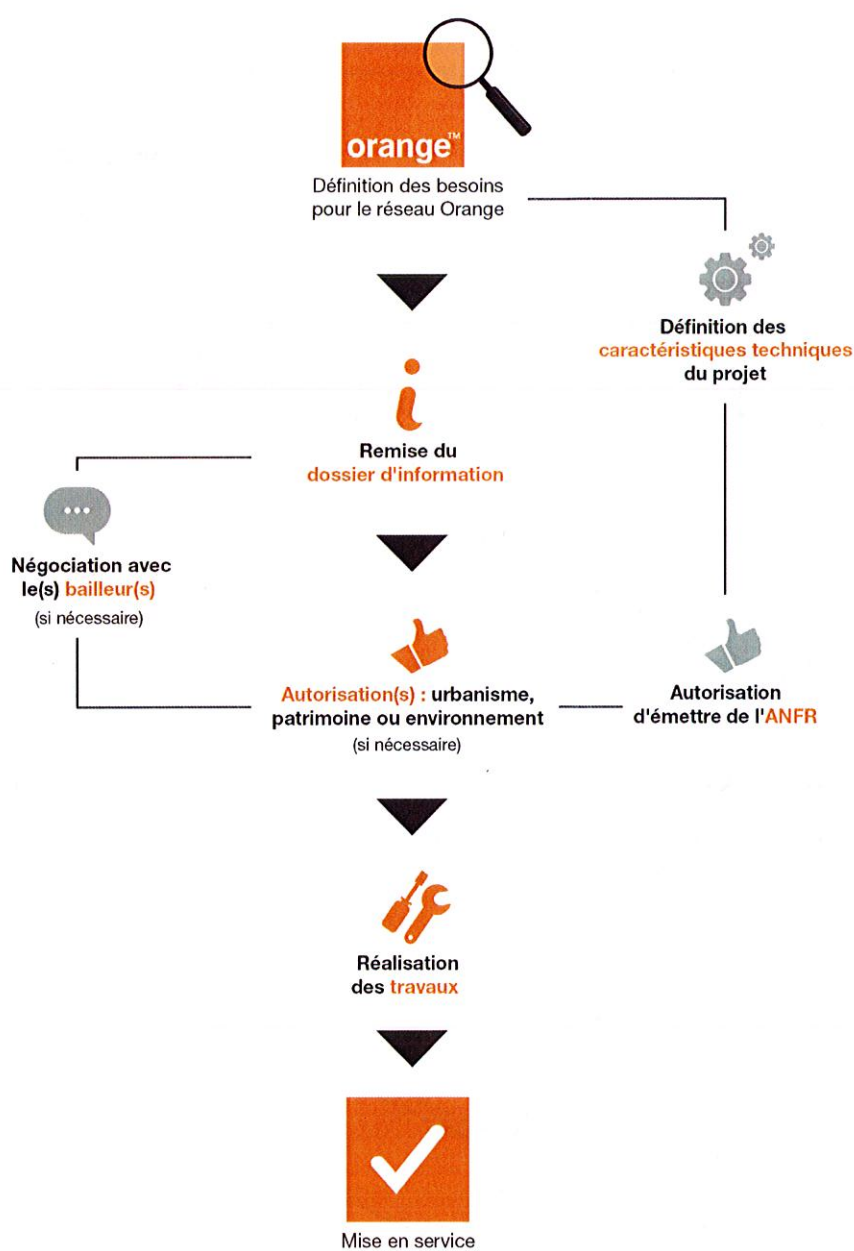 orange™
Définition des besoins
pour le réseau Orange
Définition des
caractéristiques techniques
du projet
Remise du
dossier d'information
Négociation avec
le(s) bailleur(s)
(si nécessaire)
Autorisation(s) : urbanisme,
patrimoine ou environnement
(si nécessaire)
Autorisation
d'émettre de l'ANFR
Réalisation
des travaux
Mise en service